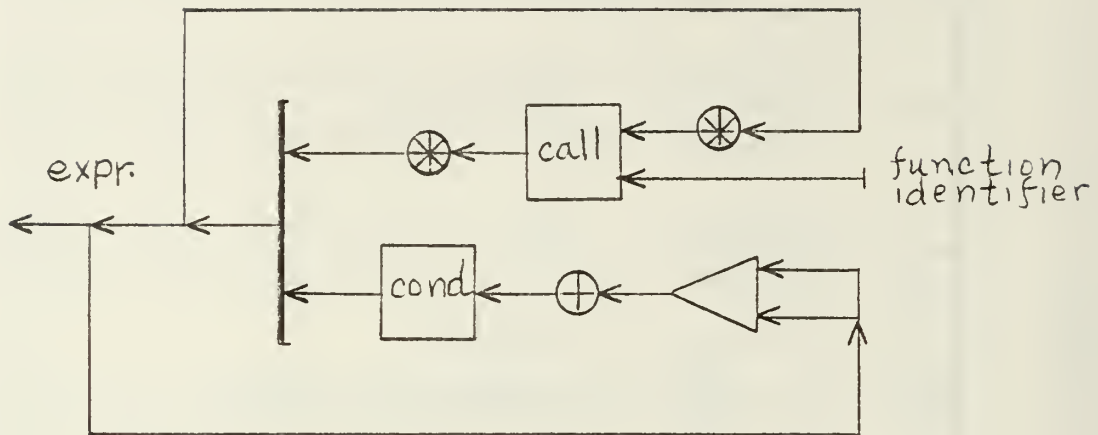 expr.
call
function
identifier
cond